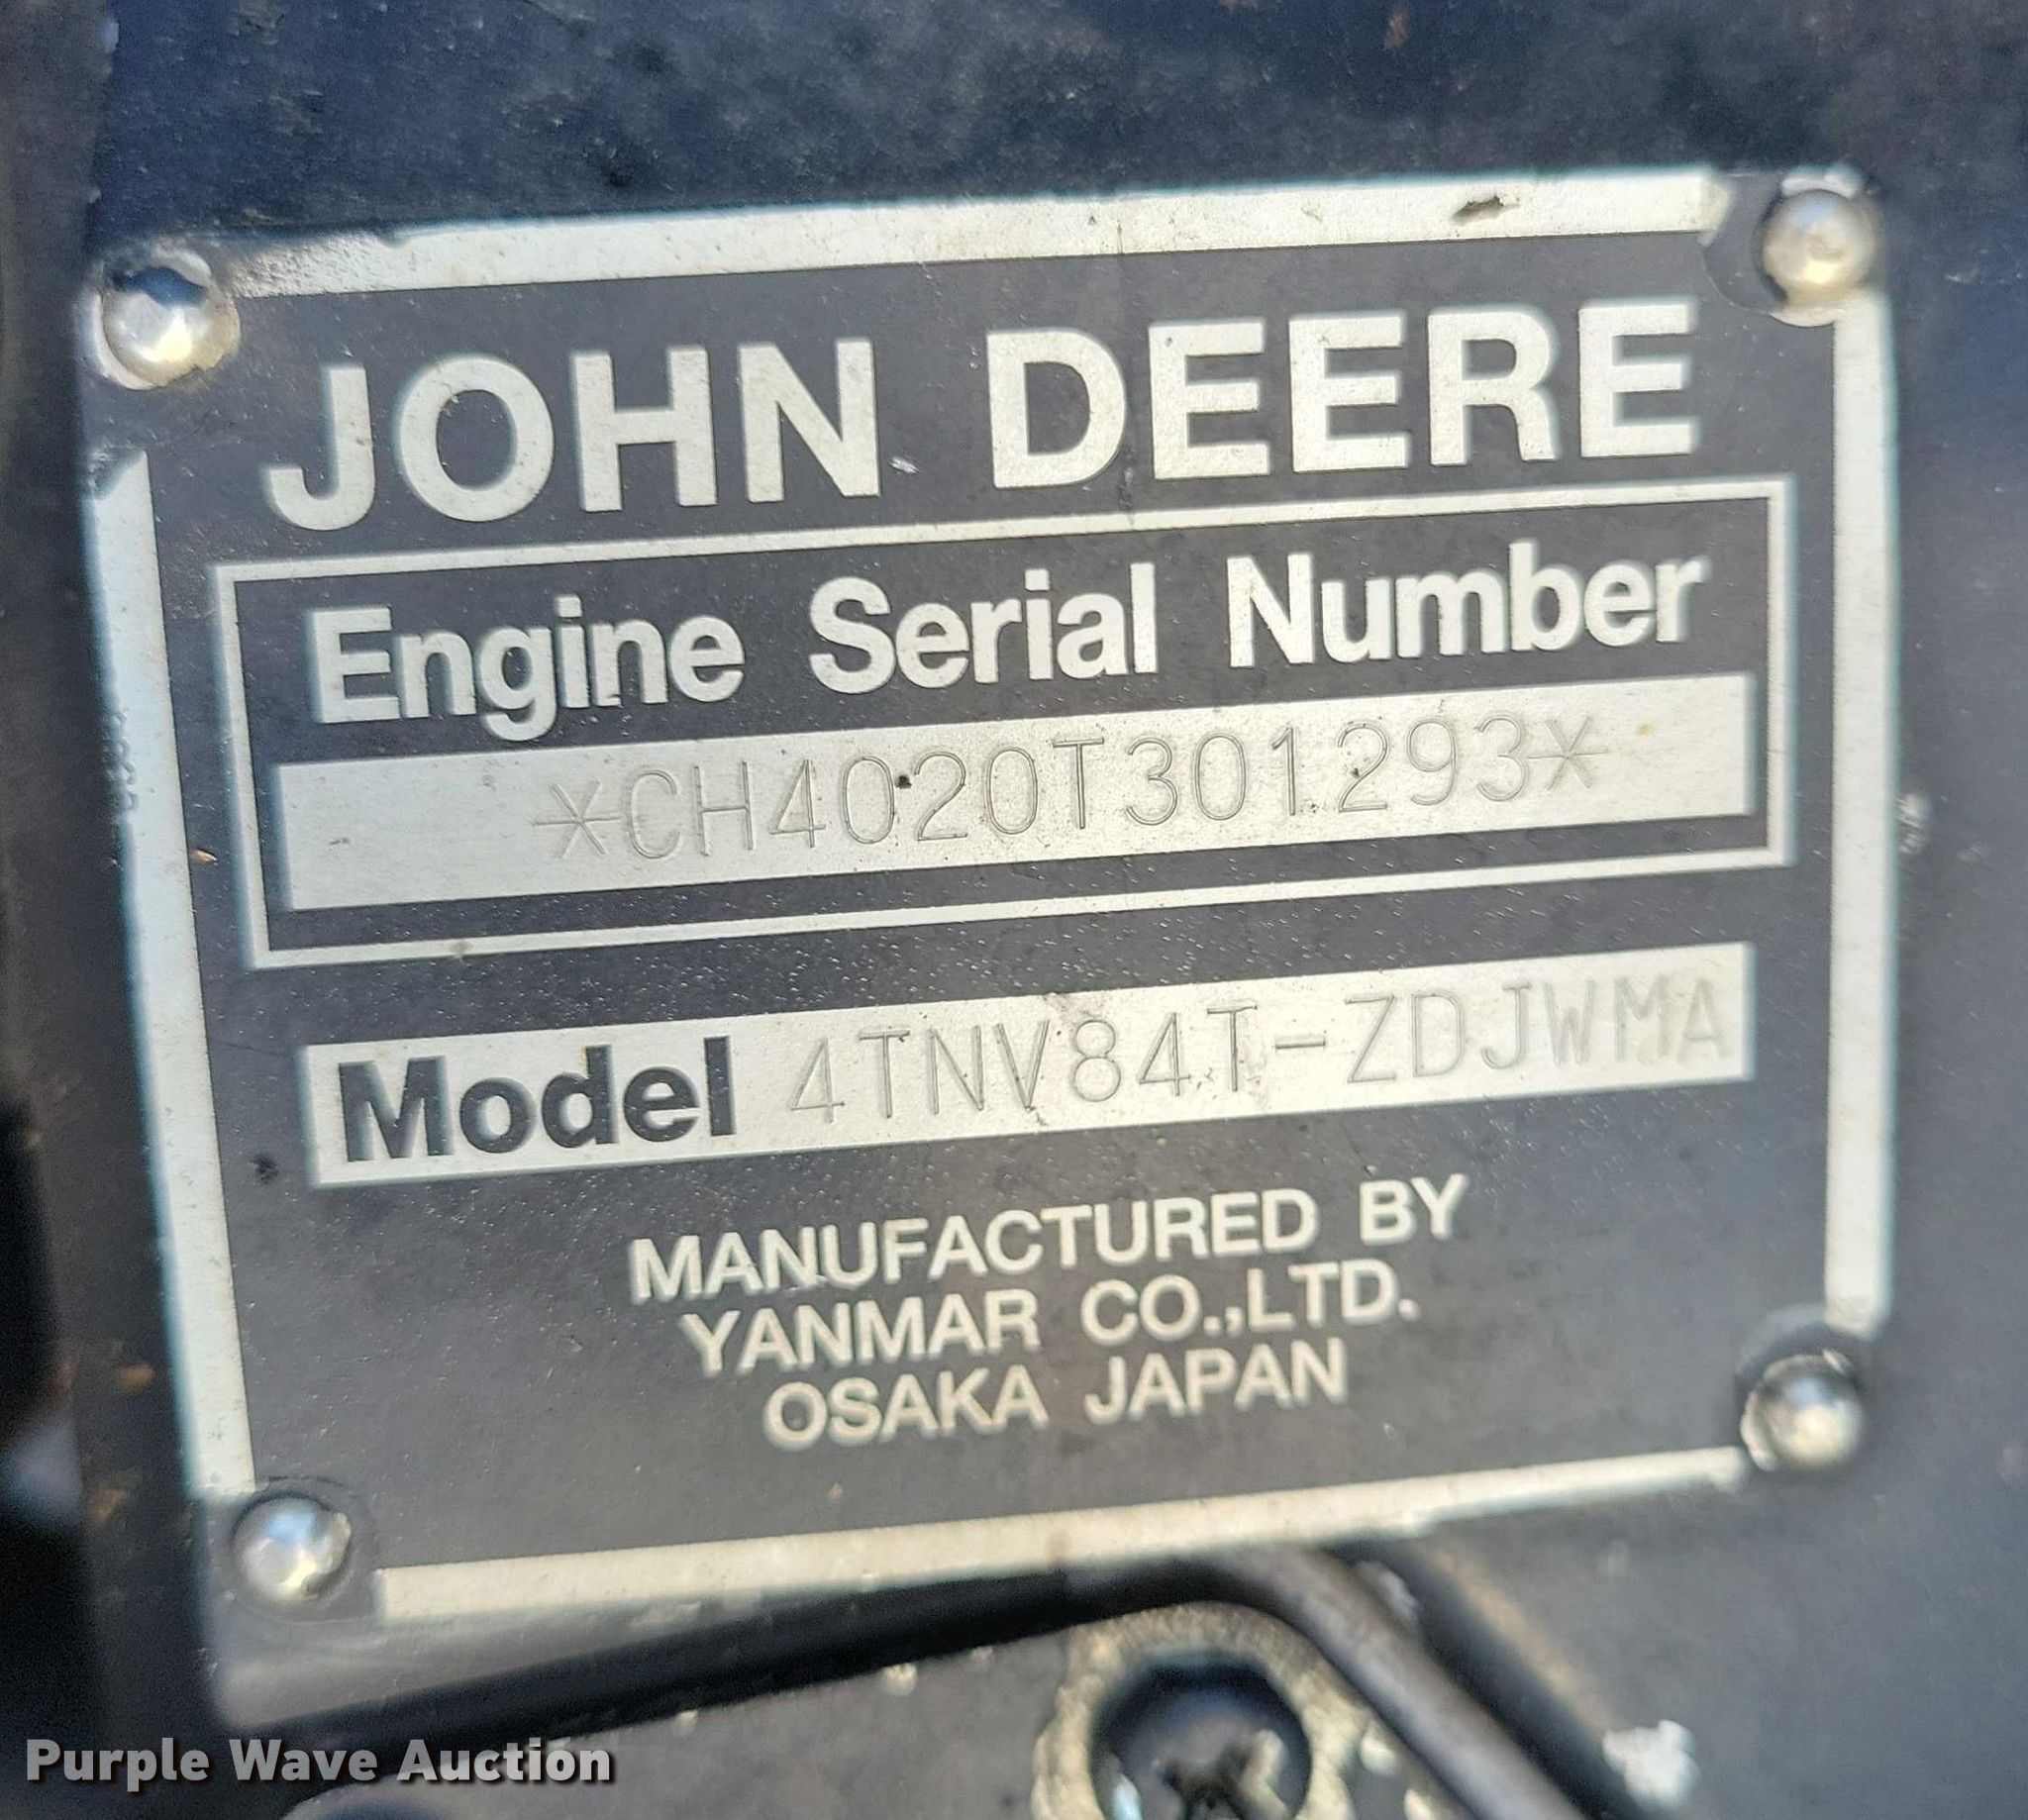 JOHN DEERE
Engine Serial Number
*CH4020T301293*
Model 4TNV84T-ZDJWMA
MANUFACTURED BY
YANMAR CO.,LTD.
OSAKA JAPAN
Purple Wave Auction